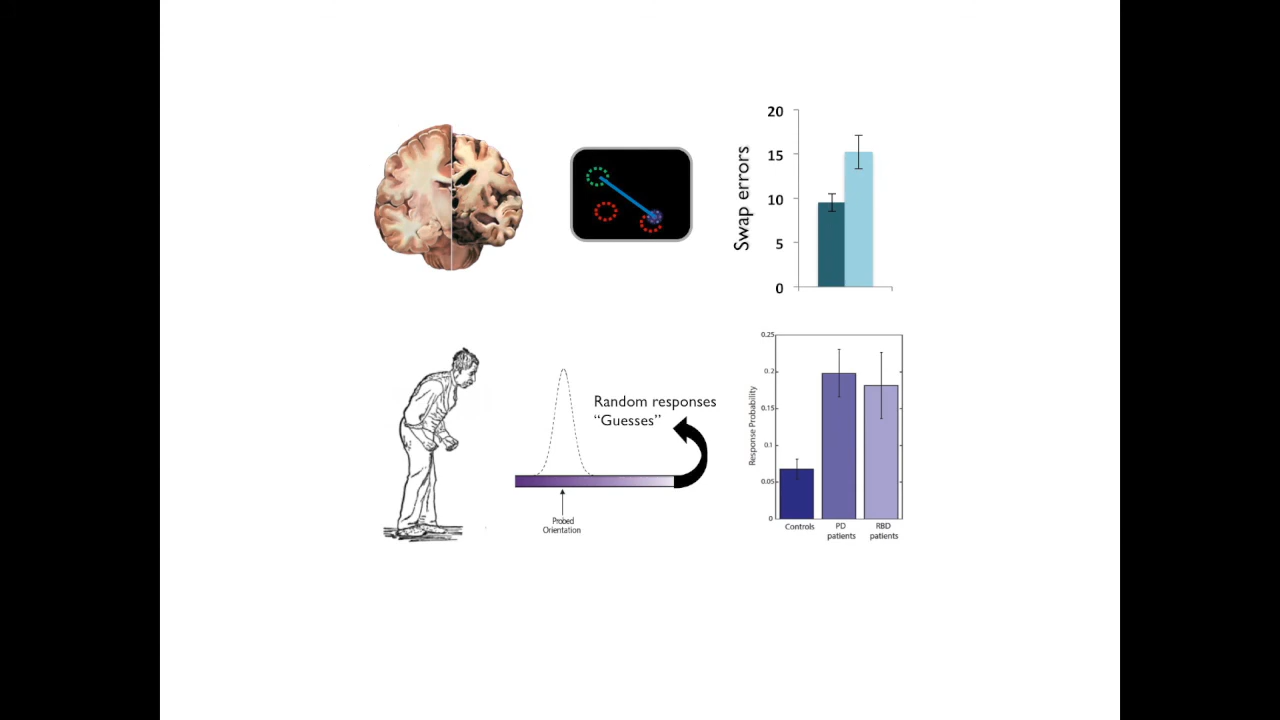 20
15
10
5
0
Swap errors
Random responses
“Guesses”
Probed
Orientation
0.25
0.2
0.15
0.1
0.05
0
Response Probability
Controls
PD
patients
RBD
patients